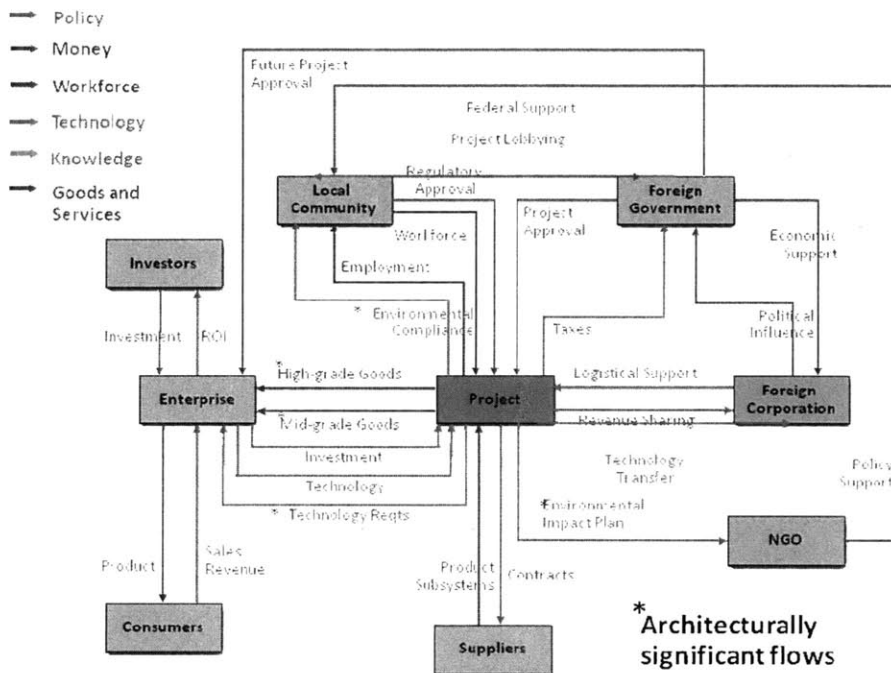 Policy
Money
Workforce
Technology
Knowledge
Goods and
Services
Future Project
Approval
Federal Support
Project Lobbying
Local
Community
Regulatory
Approval
Foreign
Government
Workforce
Project
Approval
Economic
Support
Investors
Employment
* Environmental
Compliance
Taxes
Political
Influence
Investment
ROI
Enterprise
*High-grade Goods
Project
Logistical Support
Foreign
Corporation
*Mid-grade Goods
Revenue Sharing
Investment
Technology
* Technology Reqts
Technology
Transfer
Policy
Support
*Environmental
Impact Plan
NGO
Product
Sales
Revenue
Product
Subsystems
Contracts
Consumers
Suppliers
*Architecturally
significant flows